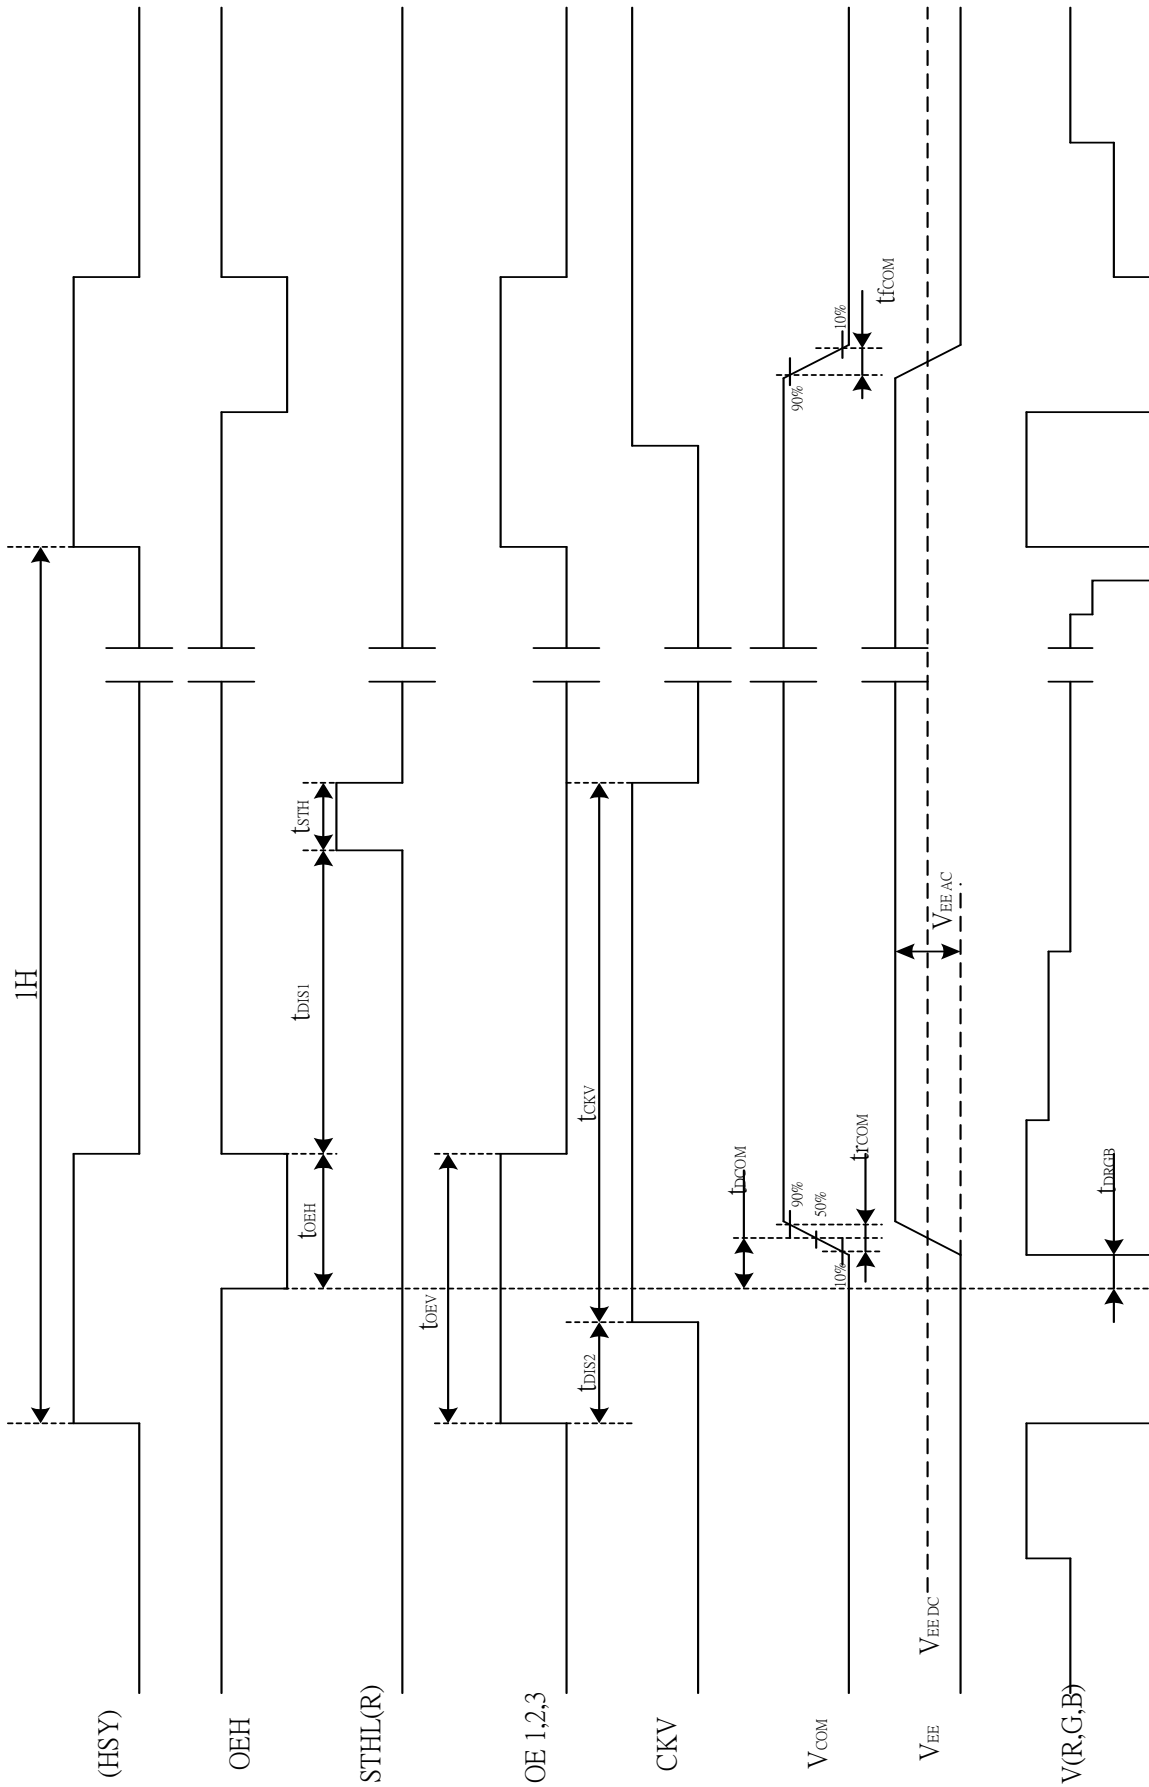 1H
(HSY)
tOEH
OEH
tDIS1
tSTH
STHL(R)
tOEV
OE 1,2,3
tDIS2
tCKV
CKV
tDCOM
90%
50%
10%
trCOM
90%
10%
tfCOM
VCOM
VEE DC
VEE AC
VEE
tDRGB
V(R,G,B)